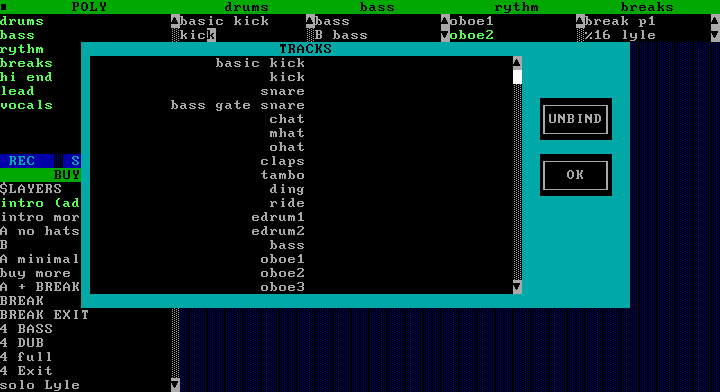 POLY drums bass rythm breaks
drums basic kick bass oboe1 break p1
bass kick B bass oboe2 %16 lyle
rythm TRACKS
breaks basic kick
hi end kick
lead snare
vocals bass gate snare
chat
mhat UNBIND
ohat
REC S claps
BUY tambo OK
$LAYERS ding
intro (ad ride
intro mor edrum1
A no hats edrum2
B bass
A minimal oboe1
buy more oboe2
A + BREAK oboe3
BREAK
BREAK EXIT
4 BASS
4 DUB
4 full
4 Exit
solo Lyle